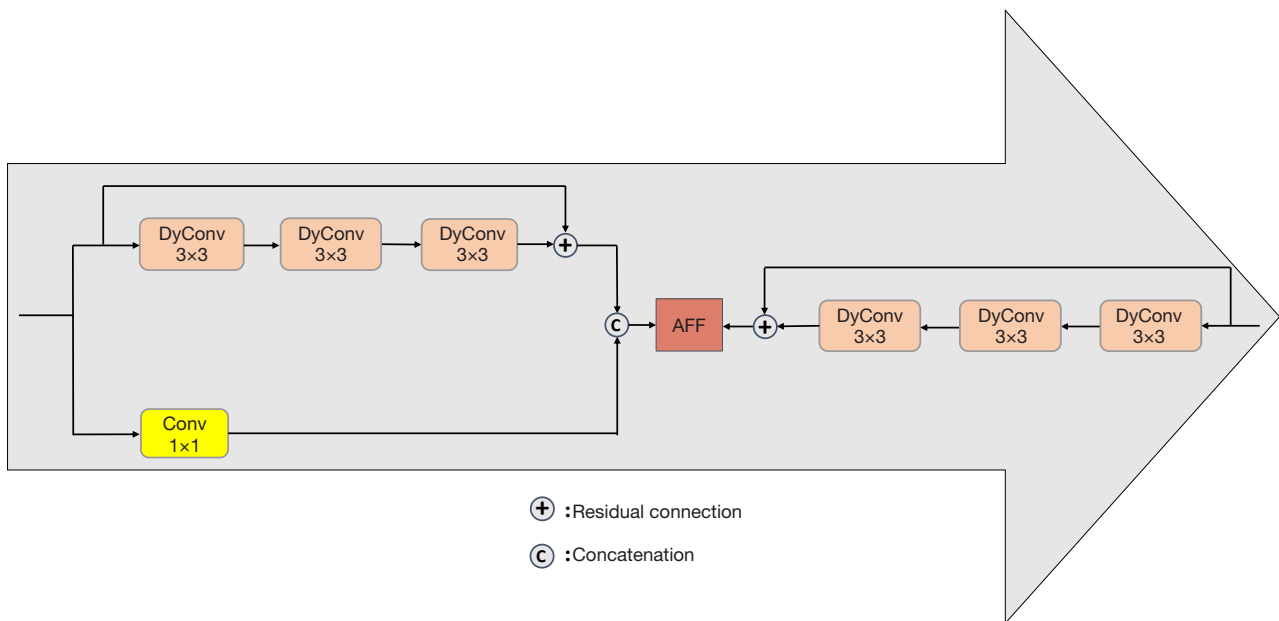 DyConv
3×3
DyConv
3×3
DyConv
3×3
+
C
AFF
+
DyConv
3×3
DyConv
3×3
DyConv
3×3
Conv
1×1
+ :Residual connection
C :Concatenation